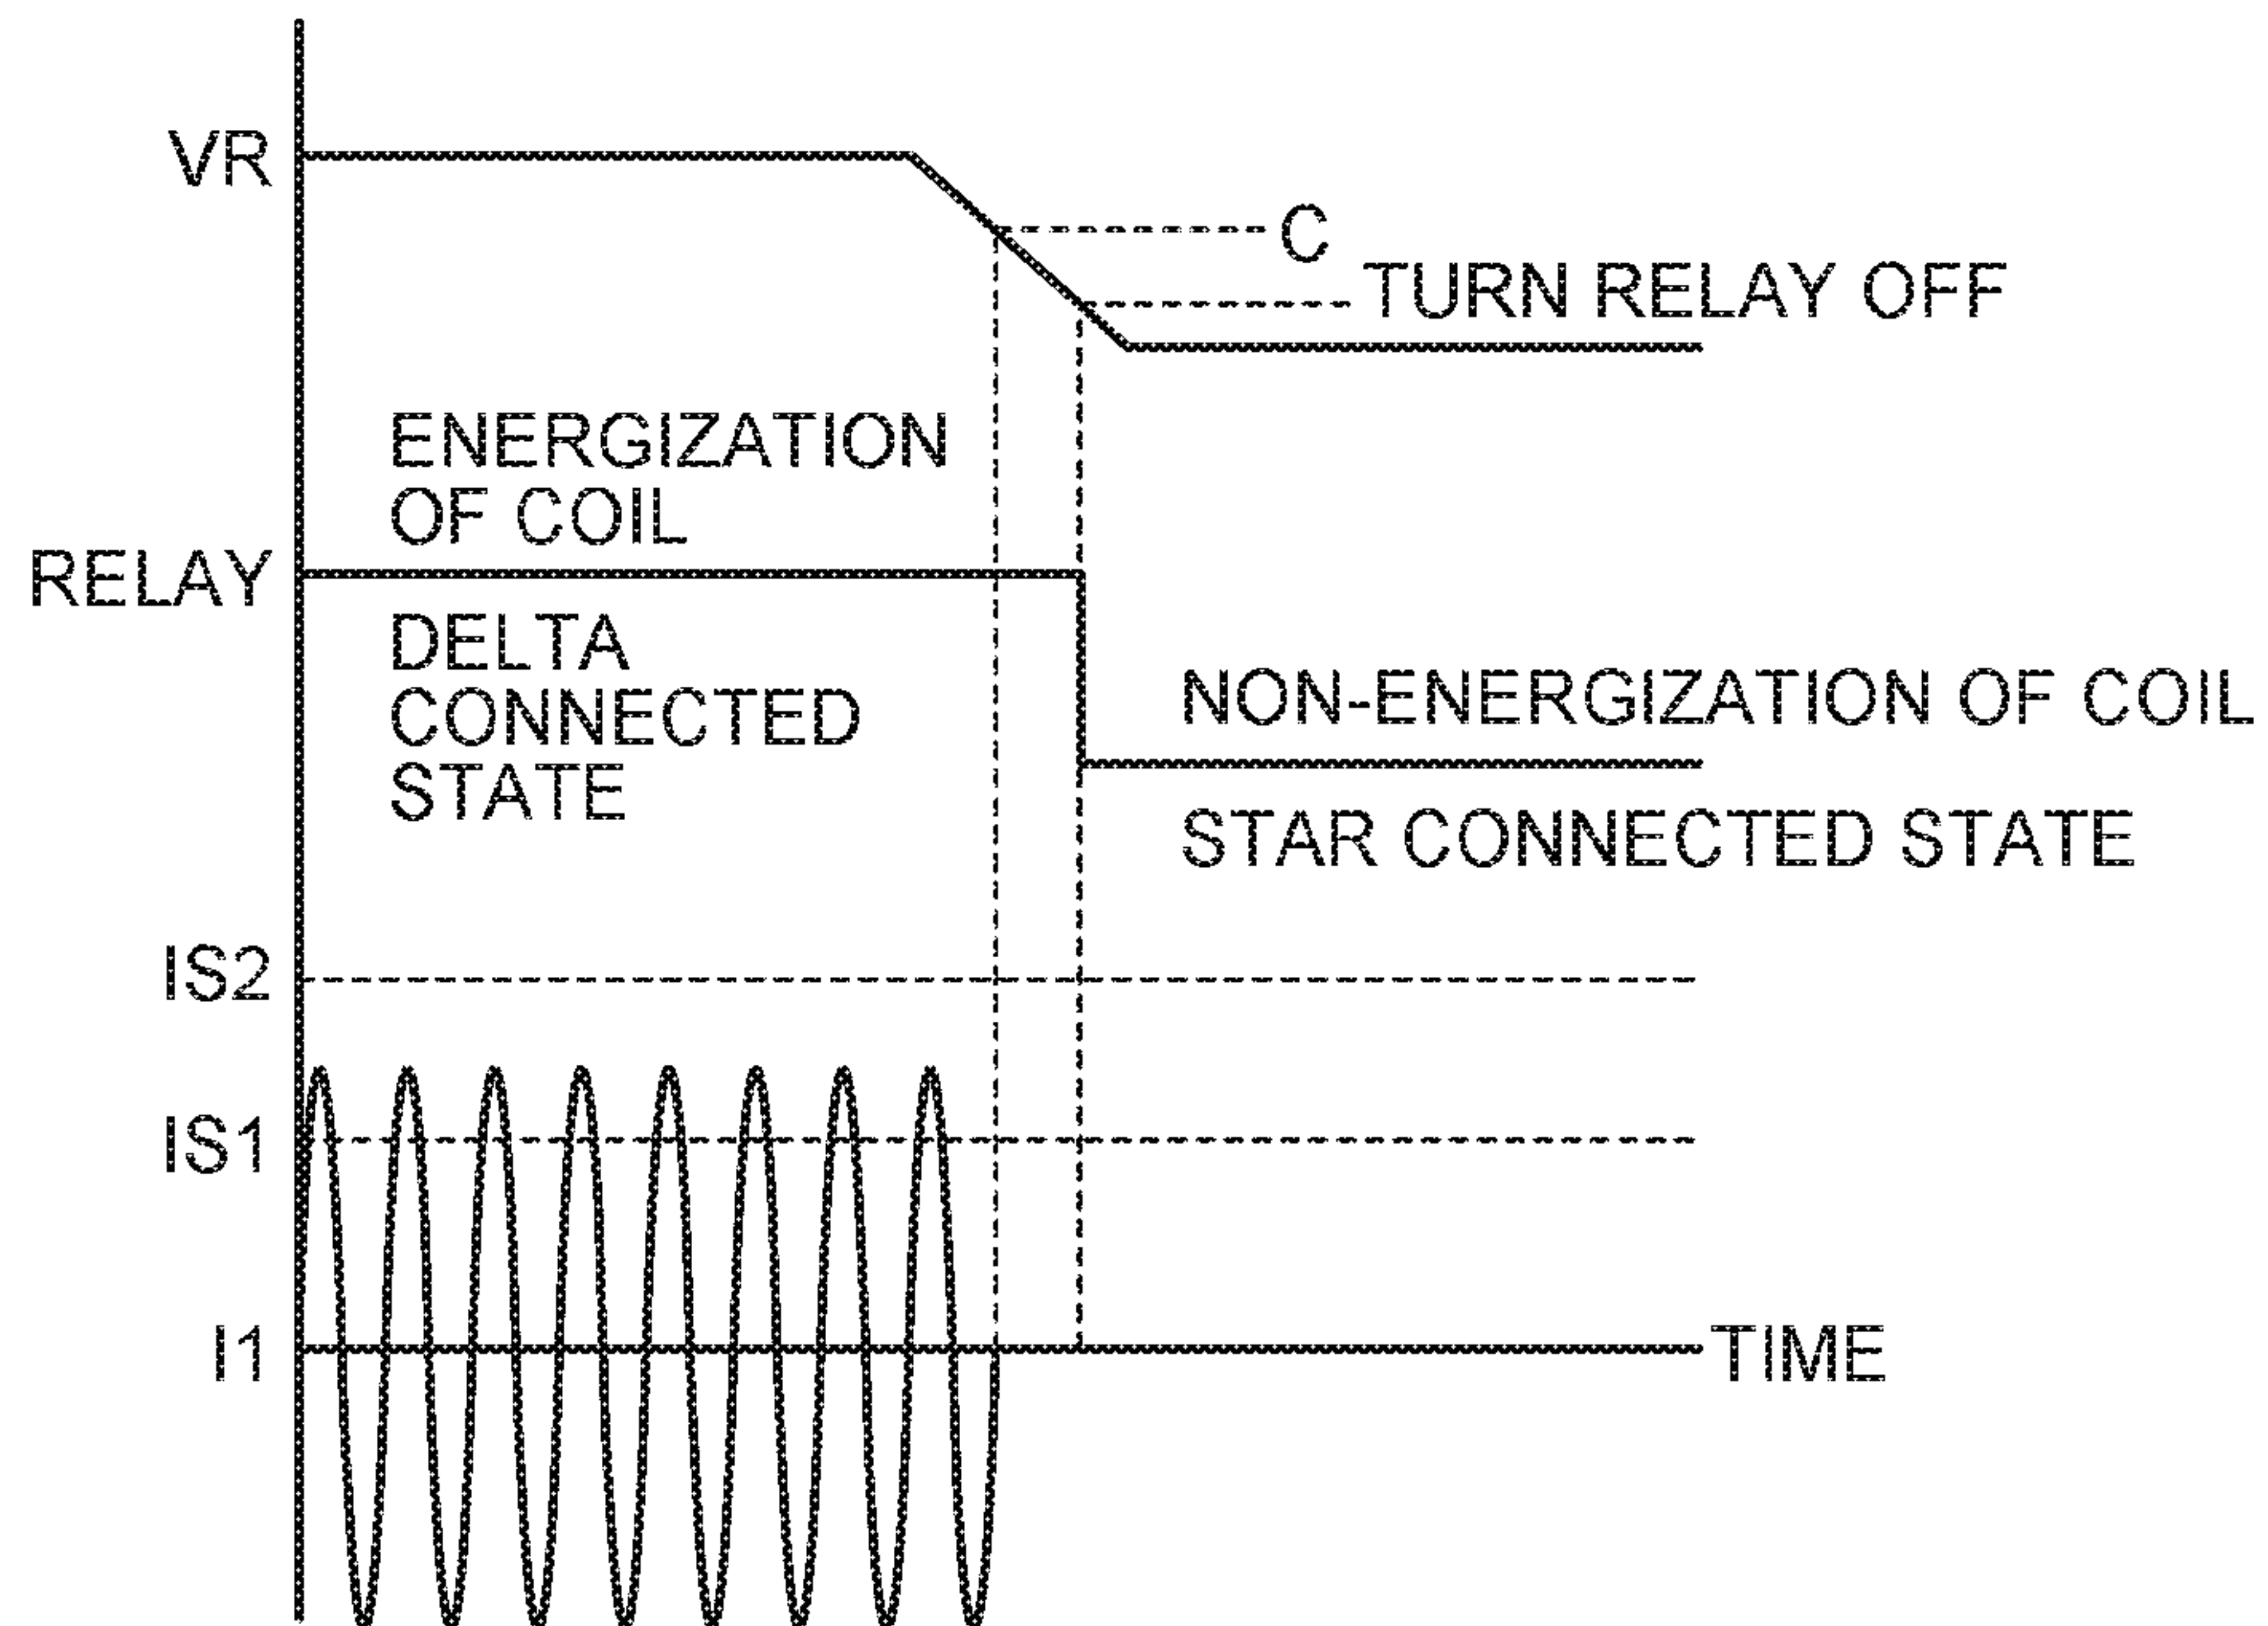 VR
C
TURN RELAY OFF
ENERGIZATION
OF COIL
RELAY
DELTA
CONNECTED
STATE
NON-ENERGIZATION OF COIL
STAR CONNECTED STATE
IS2
IS1
I1
TIME